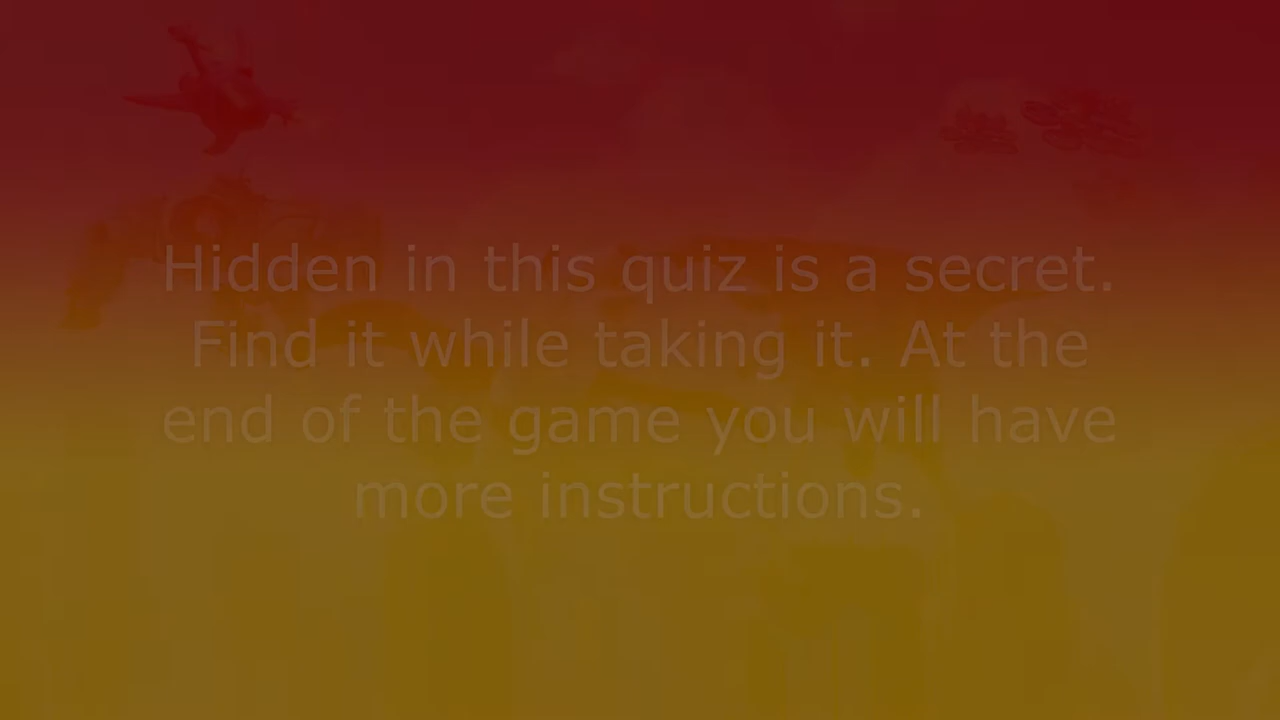 Hidden in this quiz is a secret.
Find it while taking it. At the
end of the game you will have
more instructions.